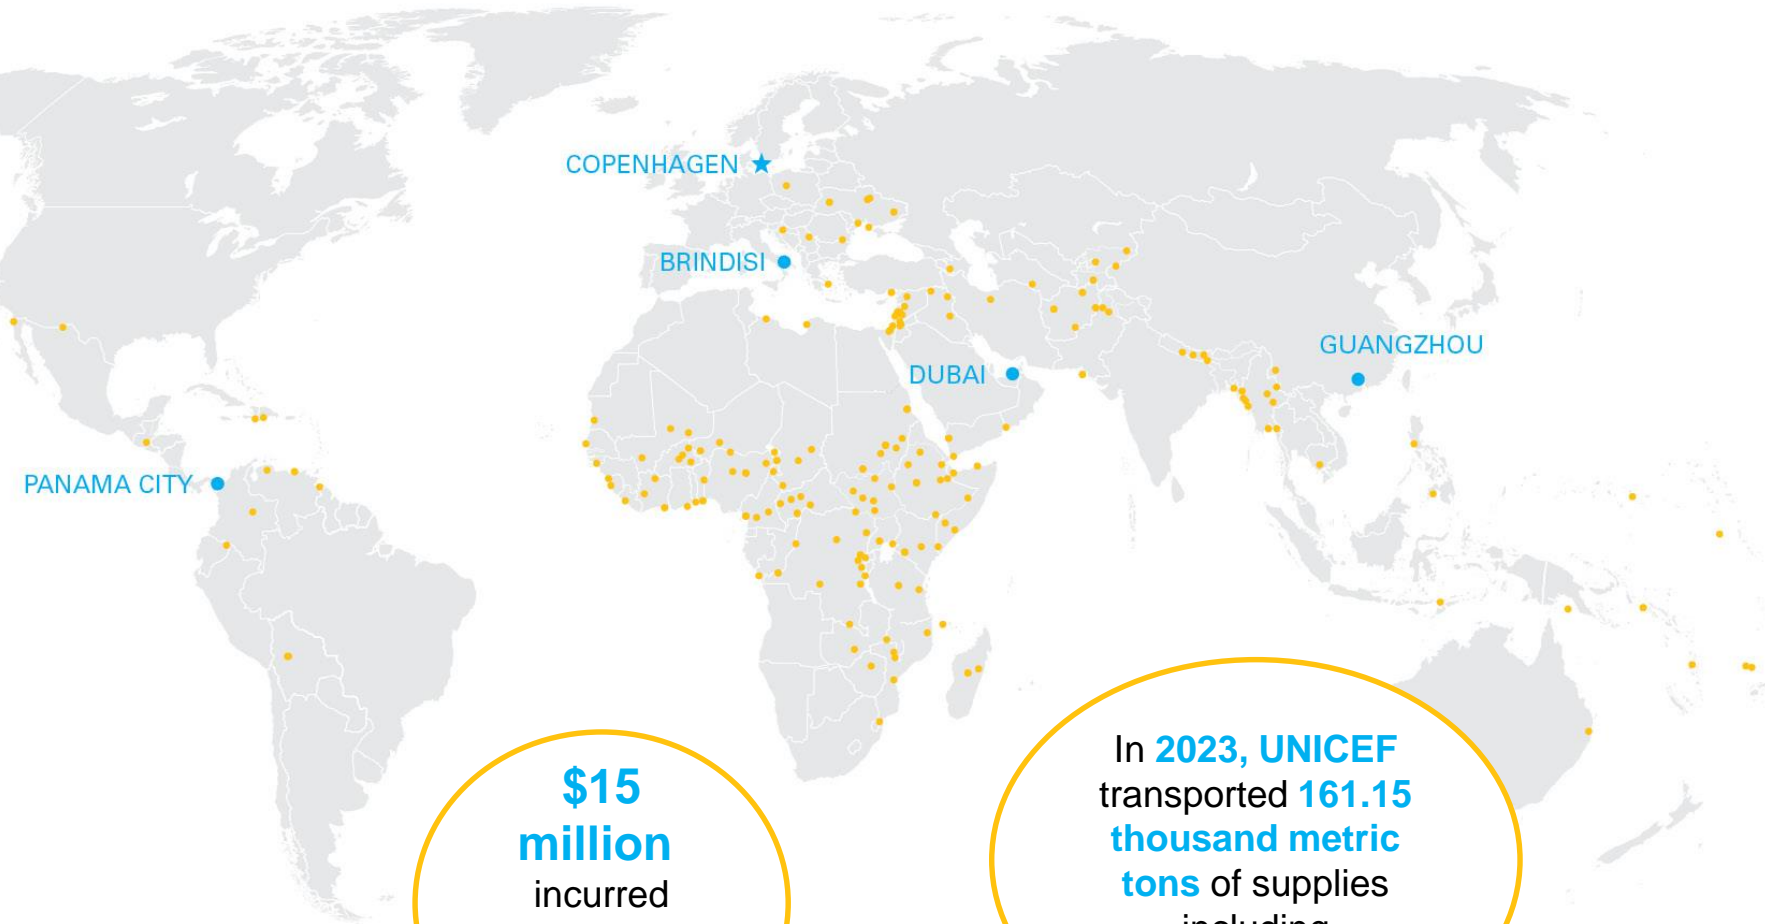 COPENHAGEN
BRINDISI
GUANGZHOU
DUBAI
PANAMA CITY
$15
million
incurred
In 2023, UNICEF
transported 161.15
thousand metric
tons of supplies
including